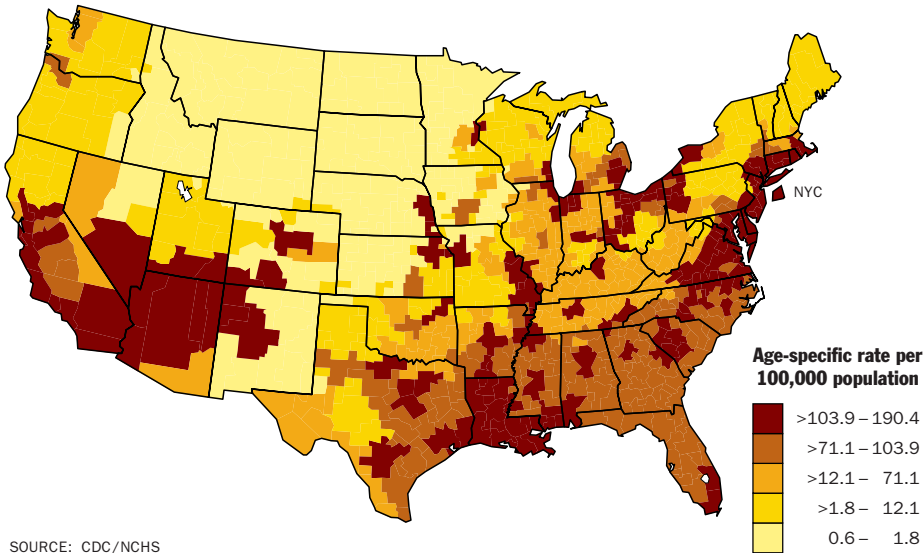 NYC
Age-specific rate per
100,000 population
>103.9 – 190.4
>71.1 – 103.9
>12.1 – 71.1
>1.8 – 12.1
0.6 – 1.8
SOURCE: CDC/NCHS